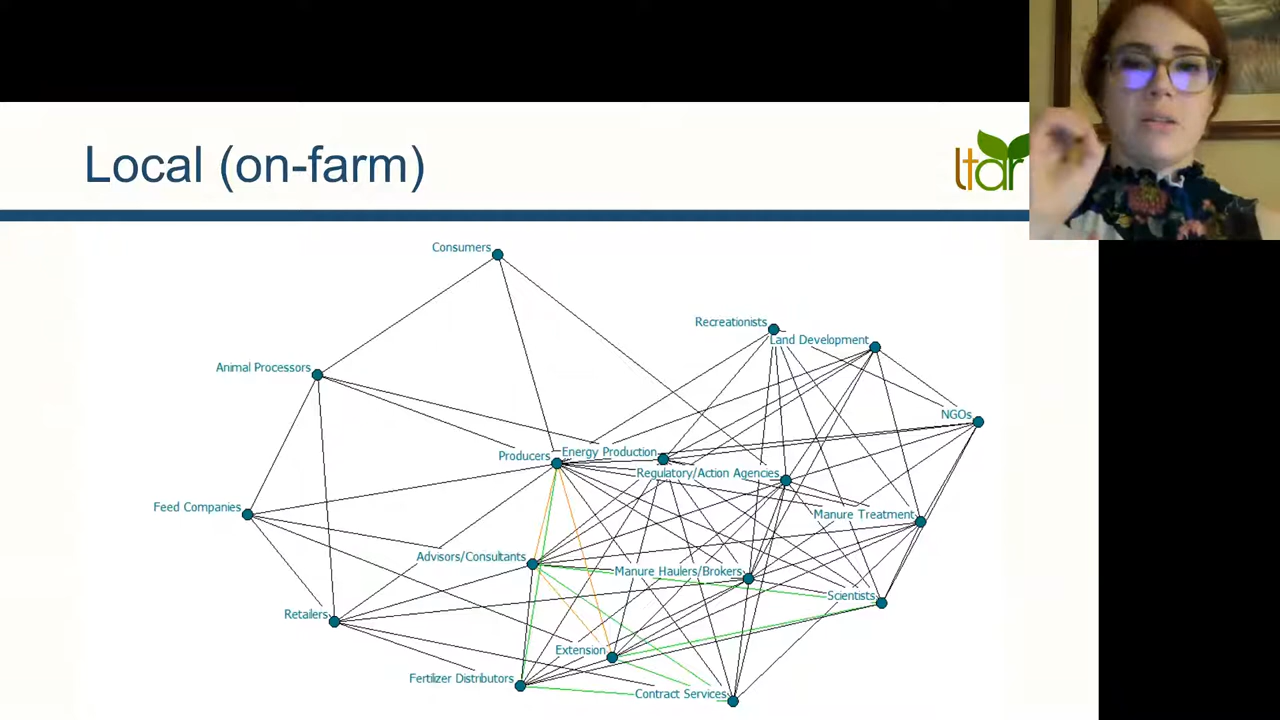 Local (on-farm)
ltar
Consumers
Recreationists
Land Development
Animal Processors
NGOs
Producers
Energy Production
Regulatory/Action Agencies
Feed Companies
Manure Treatment
Advisors/Consultants
Manure Haulers/Brokers
Scientists
Retailers
Extension
Fertilizer Distributors
Contract Services